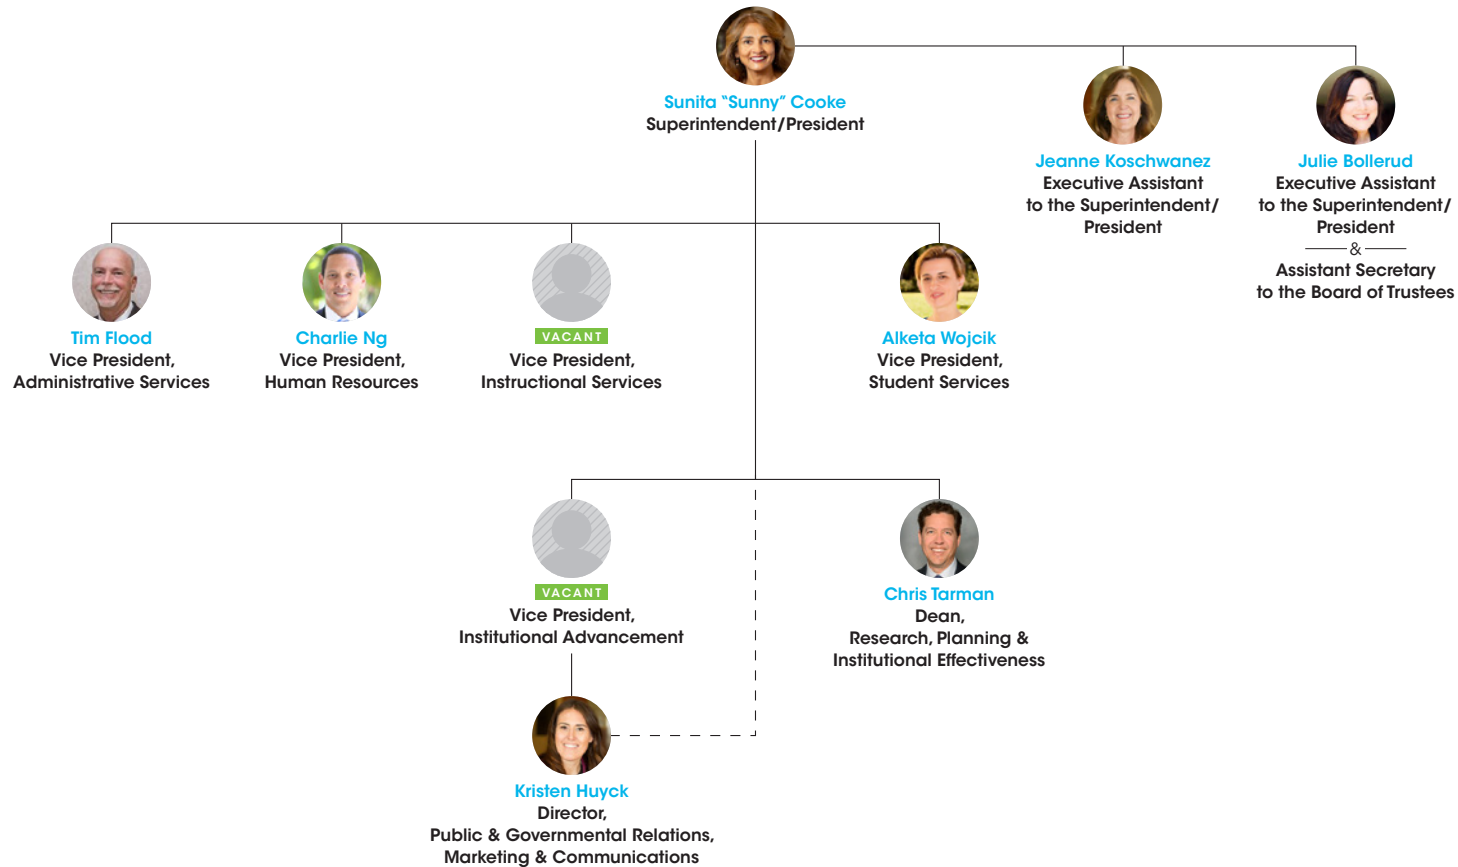 Sunita “Sunny” Cooke
Superintendent/President
Jeanne Koschwanez
Executive Assistant
to the Superintendent/
President
Julie Bollerud
Executive Assistant
to the Superintendent/
President
&
Assistant Secretary
to the Board of Trustees
Tim Flood
Vice President,
Administrative Services
Charlie Ng
Vice President,
Human Resources
VACANT
Vice President,
Instructional Services
Alketa Wojcik
Vice President,
Student Services
VACANT
Vice President,
Institutional Advancement
Chris Tarman
Dean,
Research, Planning &
Institutional Effectiveness
Kristen Huyck
Director,
Public & Governmental Relations,
Marketing & Communications